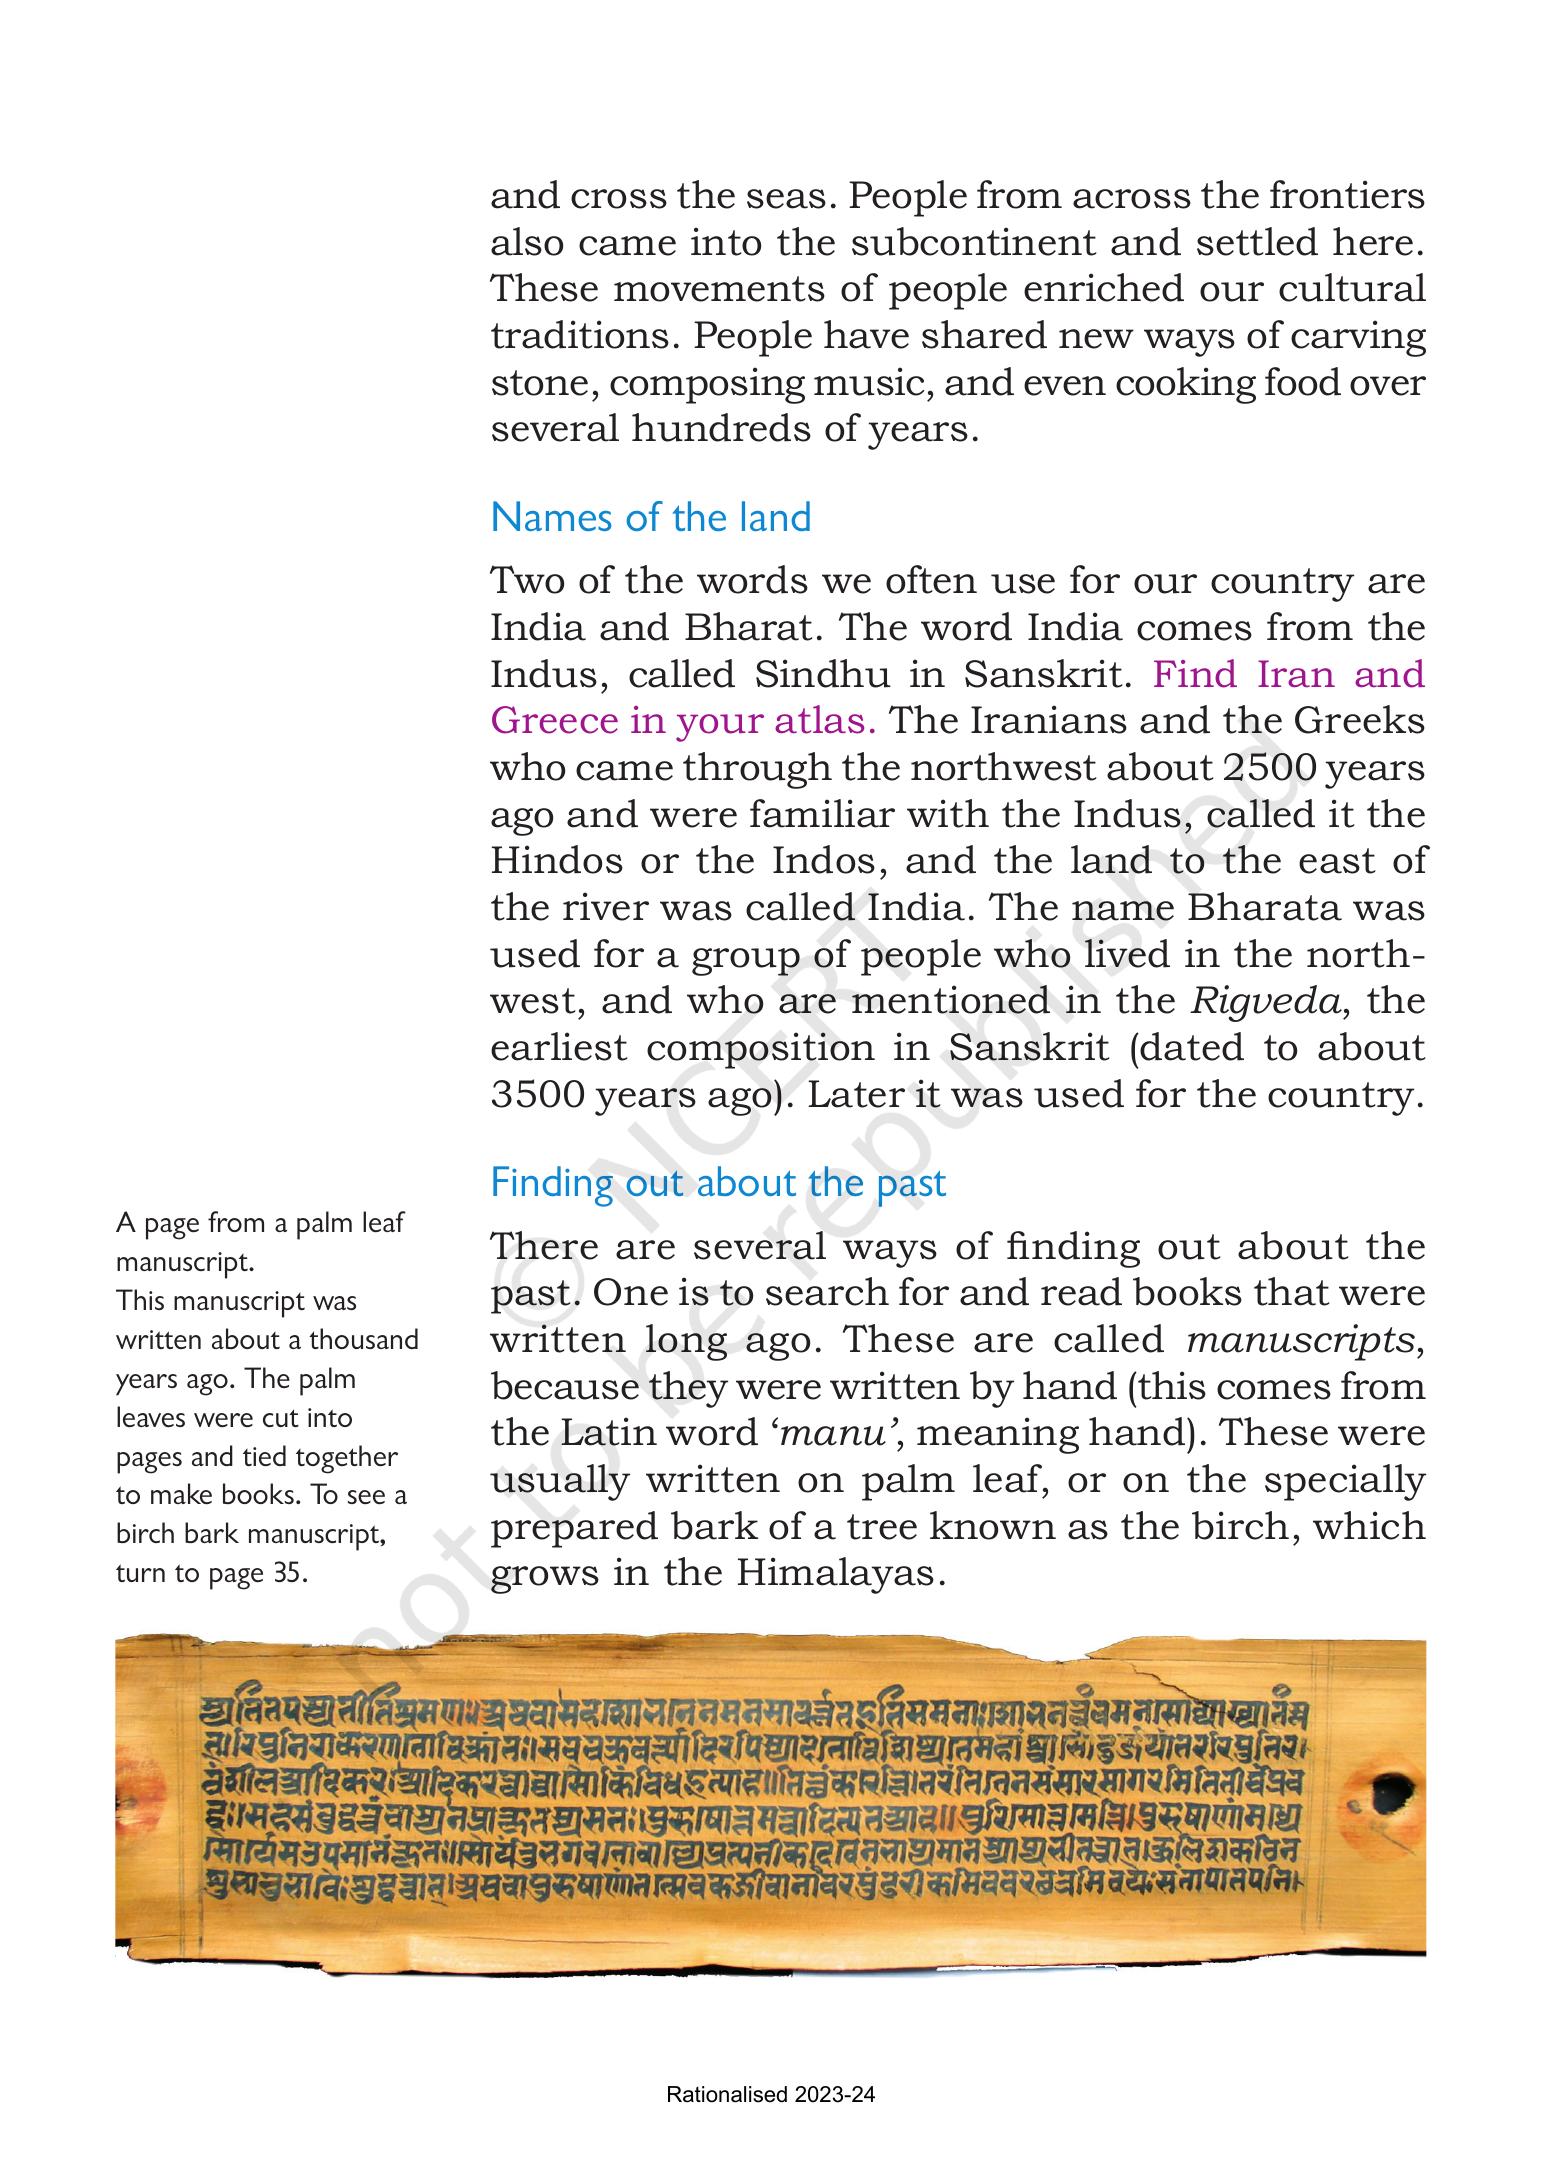 and cross the seas. People from across the frontiers
also came into the subcontinent and settled here.
These movements of people enriched our cultural
traditions. People have shared new ways of carving
stone, composing music, and even cooking food over
several hundreds of years.
Names of the land
Two of the words we often use for our country are
India and Bharat. The word India comes from the
Indus, called Sindhu in Sanskrit. Find Iran and
Greece in your atlas. The Iranians and the Greeks
who came through the northwest about 2500 years
ago and were familiar with the Indus, called it the
Hindos or the Indos, and the land to the east of
the river was called India. The name Bharata was
used for a group of people who lived in the north-
west, and who are mentioned in the Rigveda, the
earliest composition in Sanskrit (dated to about
3500 years ago). Later it was used for the country.
Finding out about the past
There are several ways of finding out about the
past. One is to search for and read books that were
written long ago. These are called manuscripts,
because they were written by hand (this comes from
the Latin word ‘manu’, meaning hand). These were
usually written on palm leaf, or on the specially
prepared bark of a tree known as the birch, which
grows in the Himalayas.
A page from a palm leaf
manuscript.
This manuscript was
written about a thousand
years ago. The palm
leaves were cut into
pages and tied together
to make books. To see a
birch bark manuscript,
turn to page 35.
© NCERT
not to be republished
Rationalised 2023-24